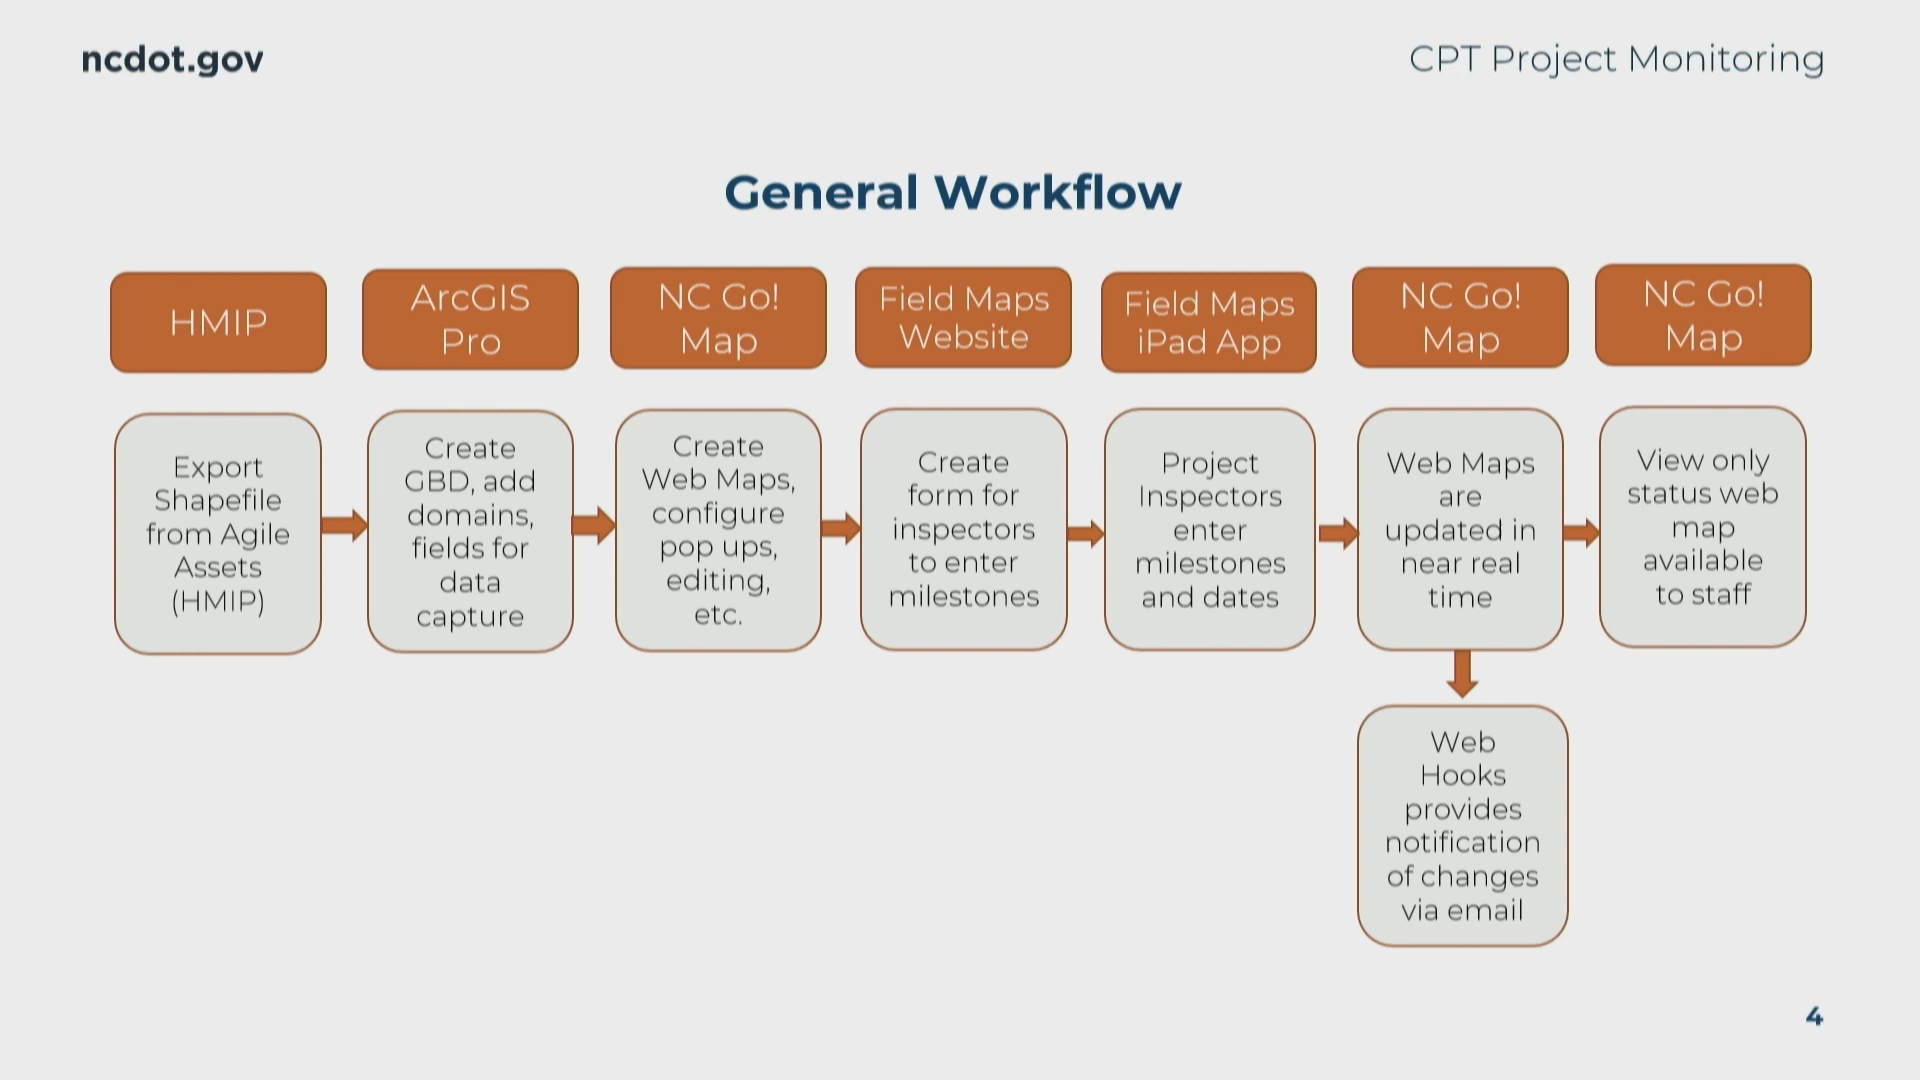 ncdot.gov
CPT Project Monitoring
General Workflow
HMIP
ArcGIS
Pro
NC Go!
Map
Field Maps
Website
Field Maps
iPad App
NC Go!
Map
NC Go!
Map
Export
Shapefile
from Agile
Assets
(HMIP)
Create
GBD, add
domains,
fields for
data
capture
Create
Web Maps,
configure
pop ups,
editing,
etc.
Create
form for
inspectors
to enter
milestones
Project
Inspectors
enter
milestones
and dates
Web Maps
are
updated in
near real
time
View only
status web
map
available
to staff
Web
Hooks
provides
notification
of changes
via email
4